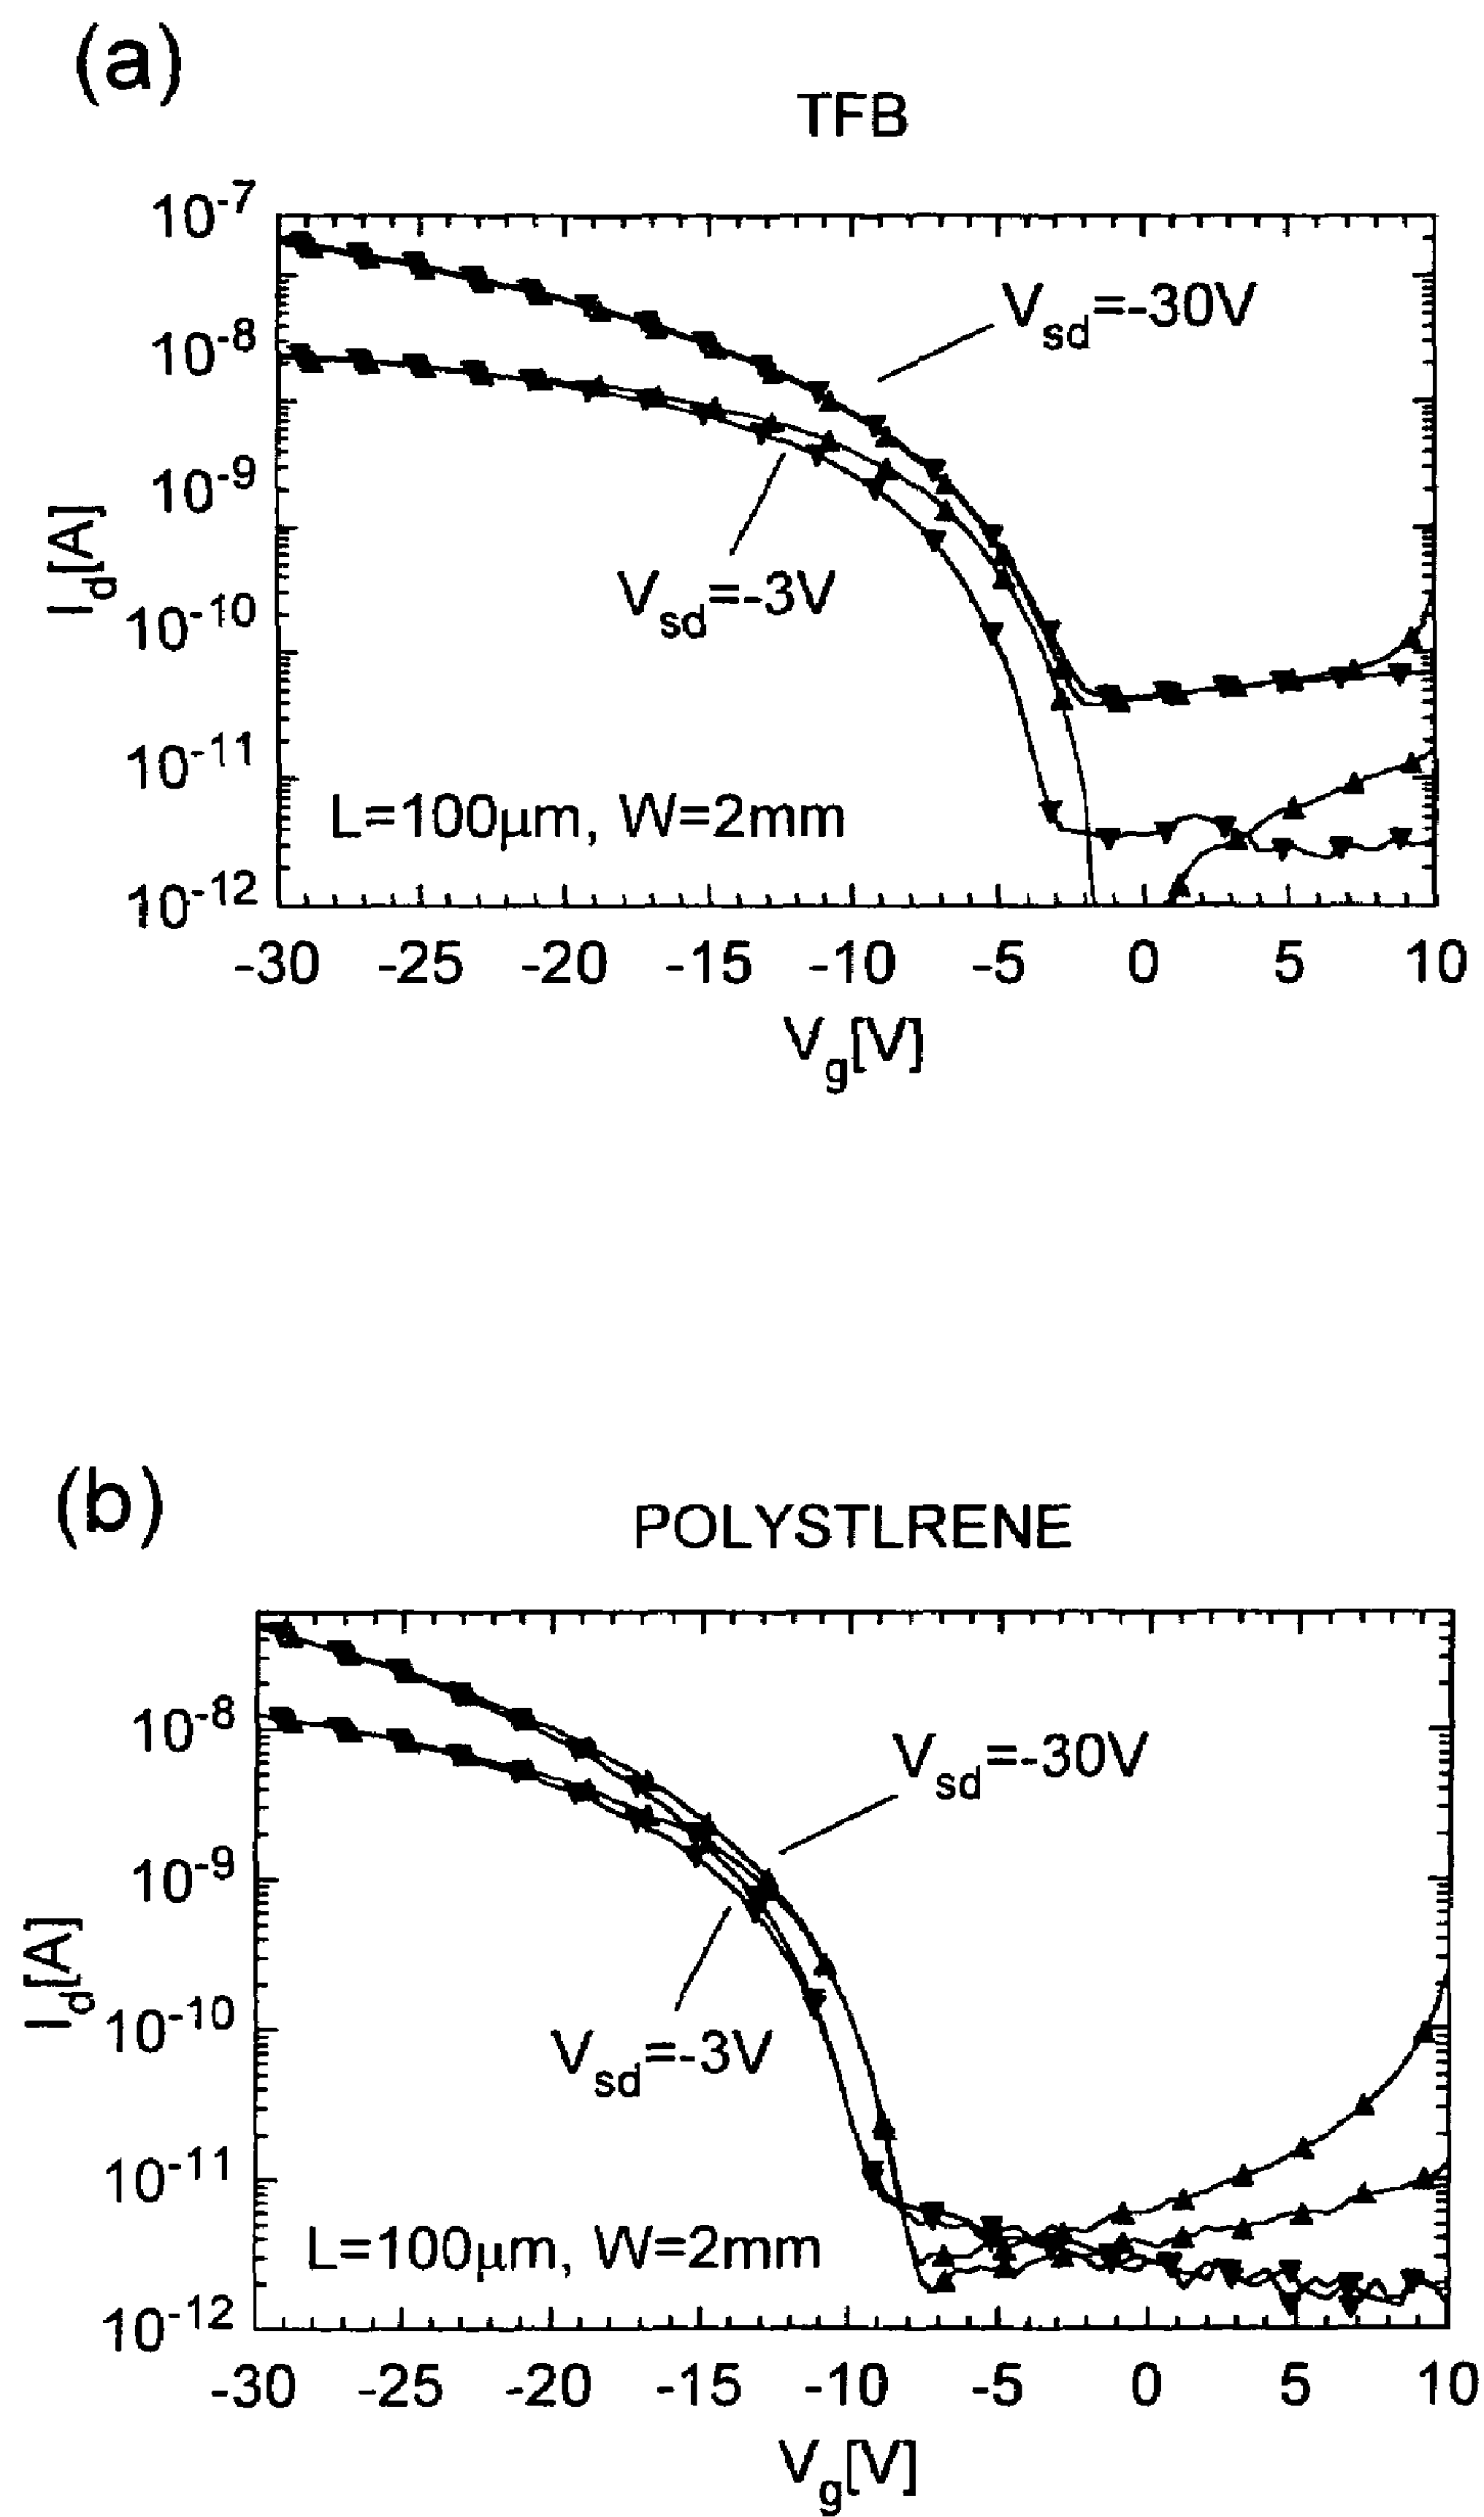 (a)
TFB
10-7
10-8
10-9
10-10
10-11
10-12
Id[A]
Vsd=-30V
Vsd=-3V
L=100μm, W=2mm
-30 -25 -20 -15 -10 -5 0 5 10
Vg[V]
(b)
POLYSTLRENE
10-8
10-9
10-10
10-11
10-12
Id[A]
Vsd=-30V
Vsd=-3V
L=100μm, W=2mm
-30 -25 -20 -15 -10 -5 0 5 10
Vg[V]